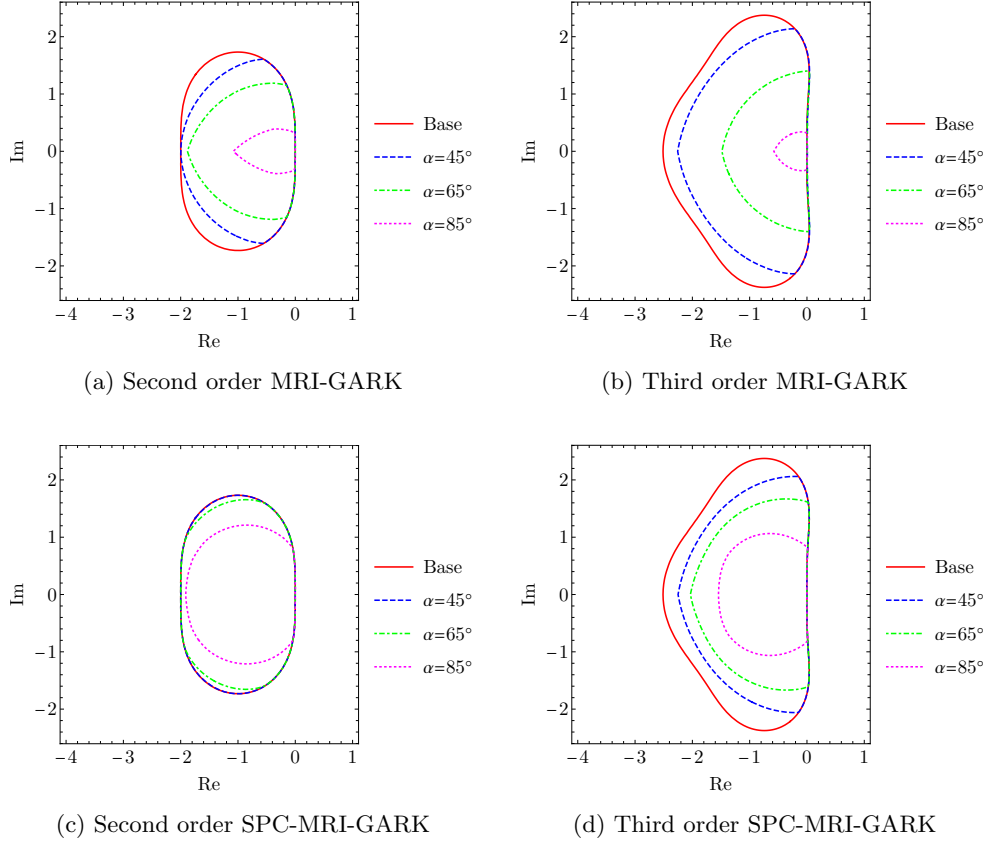 2
1
0
−1
−2
Im
−4 −3 −2 −1 0 1
Re
Base
α=45°
α=65°
α=85°
(a) Second order MRI-GARK
2
1
0
−1
−2
Im
−4 −3 −2 −1 0 1
Re
Base
α=45°
α=65°
α=85°
(b) Third order MRI-GARK
2
1
0
−1
−2
Im
−4 −3 −2 −1 0 1
Re
Base
α=45°
α=65°
α=85°
(c) Second order SPC-MRI-GARK
2
1
0
−1
−2
Im
−4 −3 −2 −1 0 1
Re
Base
α=45°
α=65°
α=85°
(d) Third order SPC-MRI-GARK